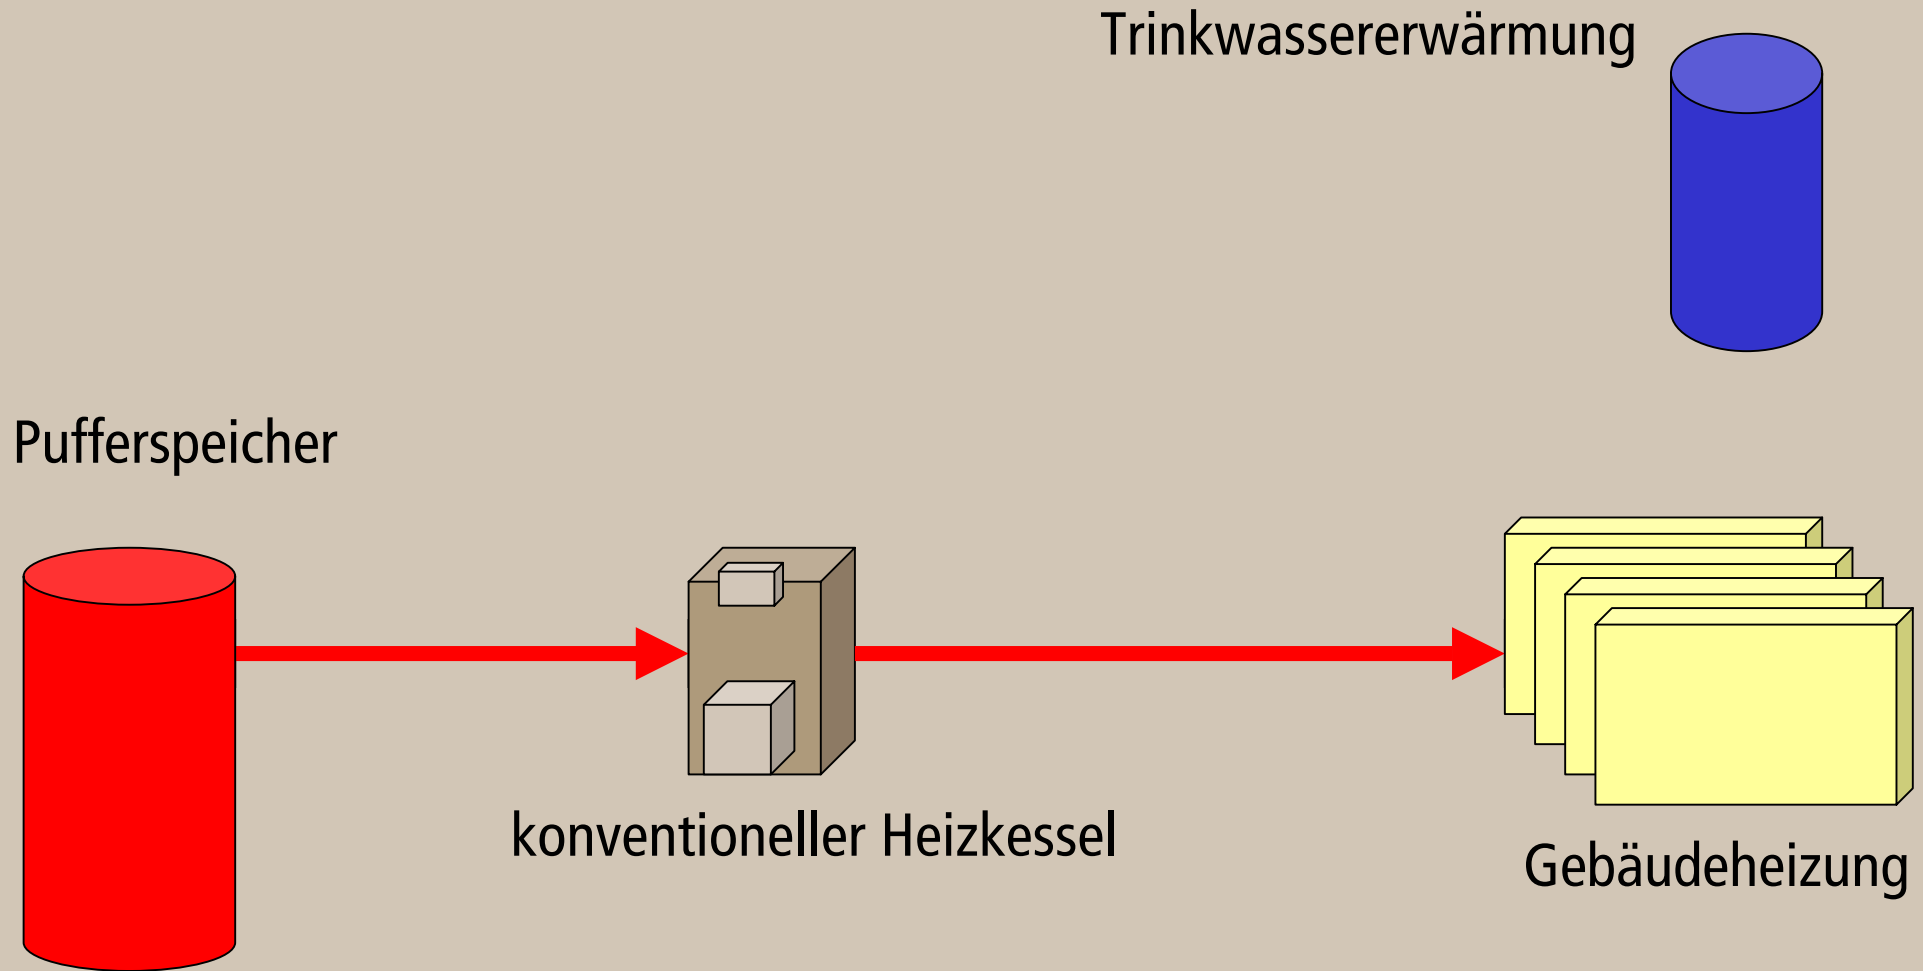 Trinkwassererwärmung
Pufferspeicher
konventioneller Heizkessel
Gebäudeheizung